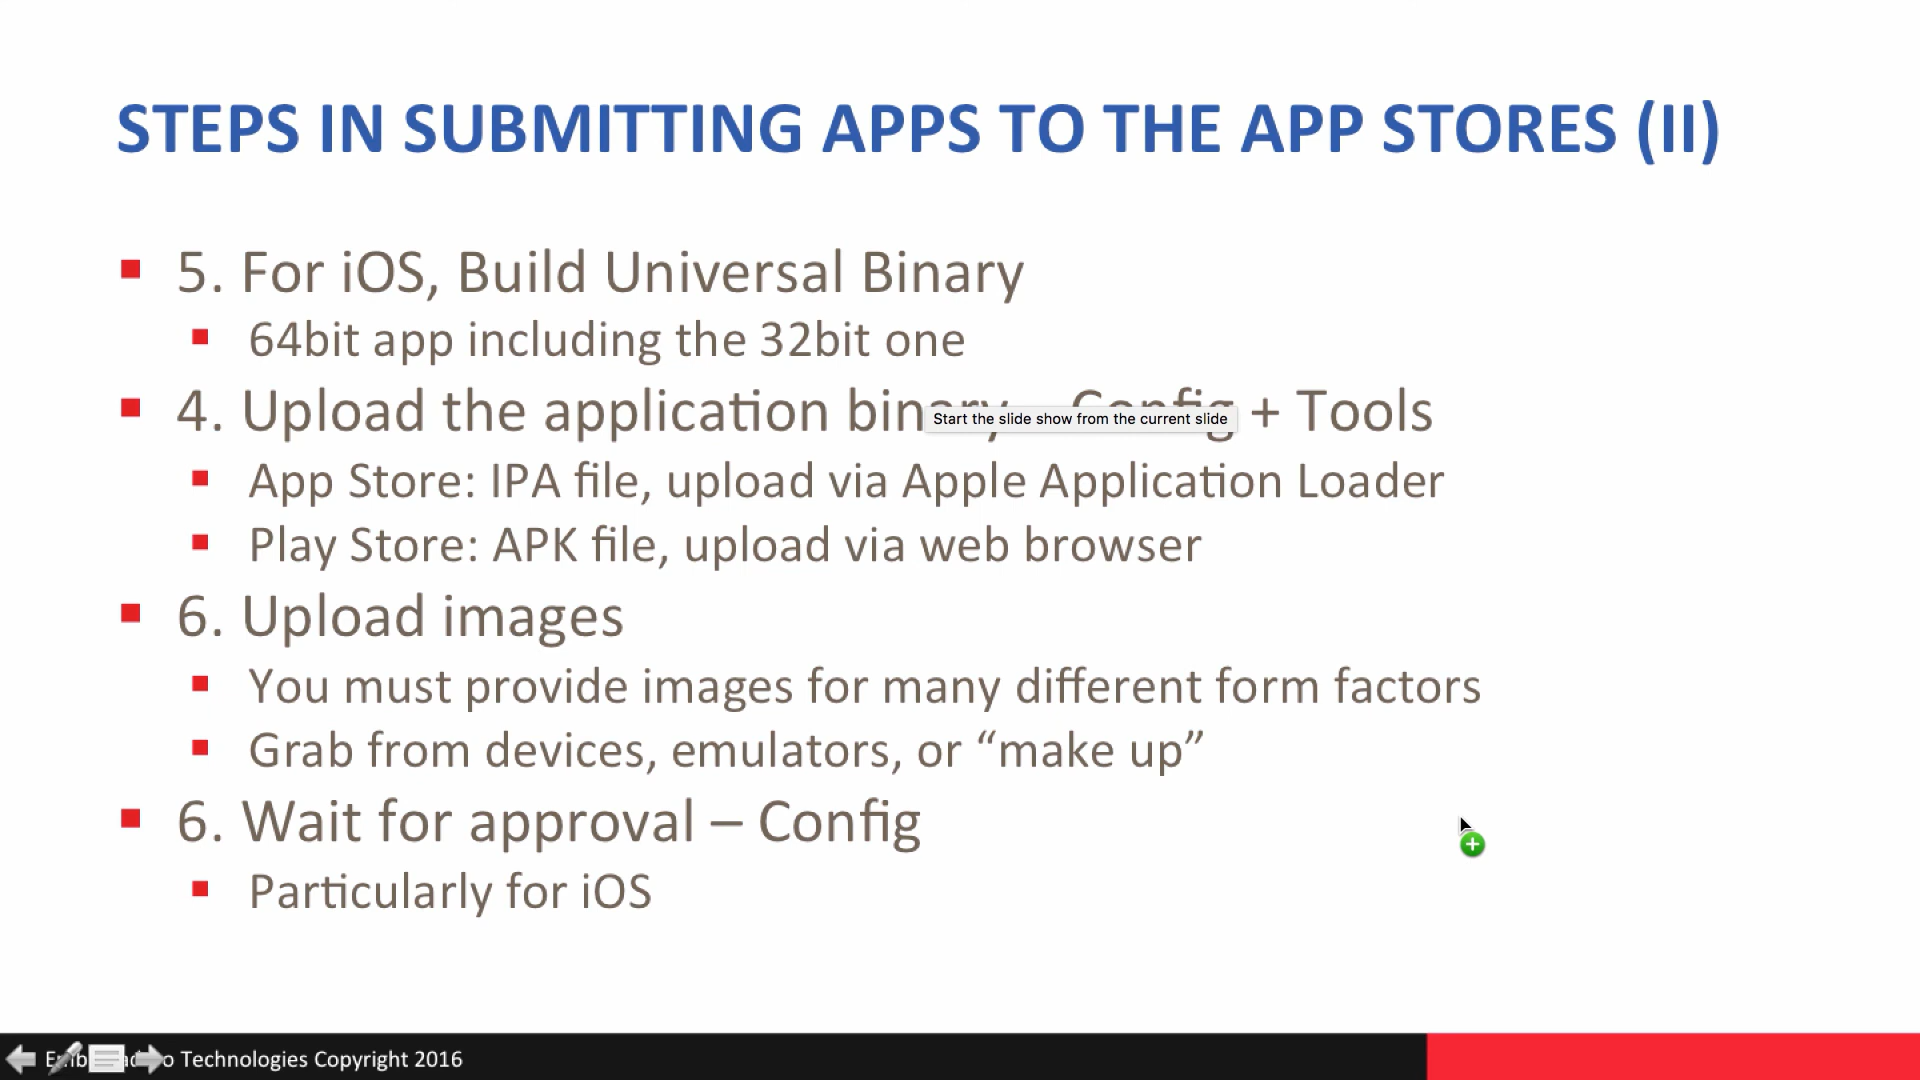 STEPS IN SUBMITTING APPS TO THE APP STORES (II)
5. For iOS, Build Universal Binary
64bit app including the 32bit one
4. Upload the application binary – Config + Tools
Start the slide show from the current slide
App Store: IPA file, upload via Apple Application Loader
Play Store: APK file, upload via web browser
6. Upload images
You must provide images for many different form factors
Grab from devices, emulators, or “make up”
6. Wait for approval – Config
Particularly for iOS
Technologies Copyright 2016